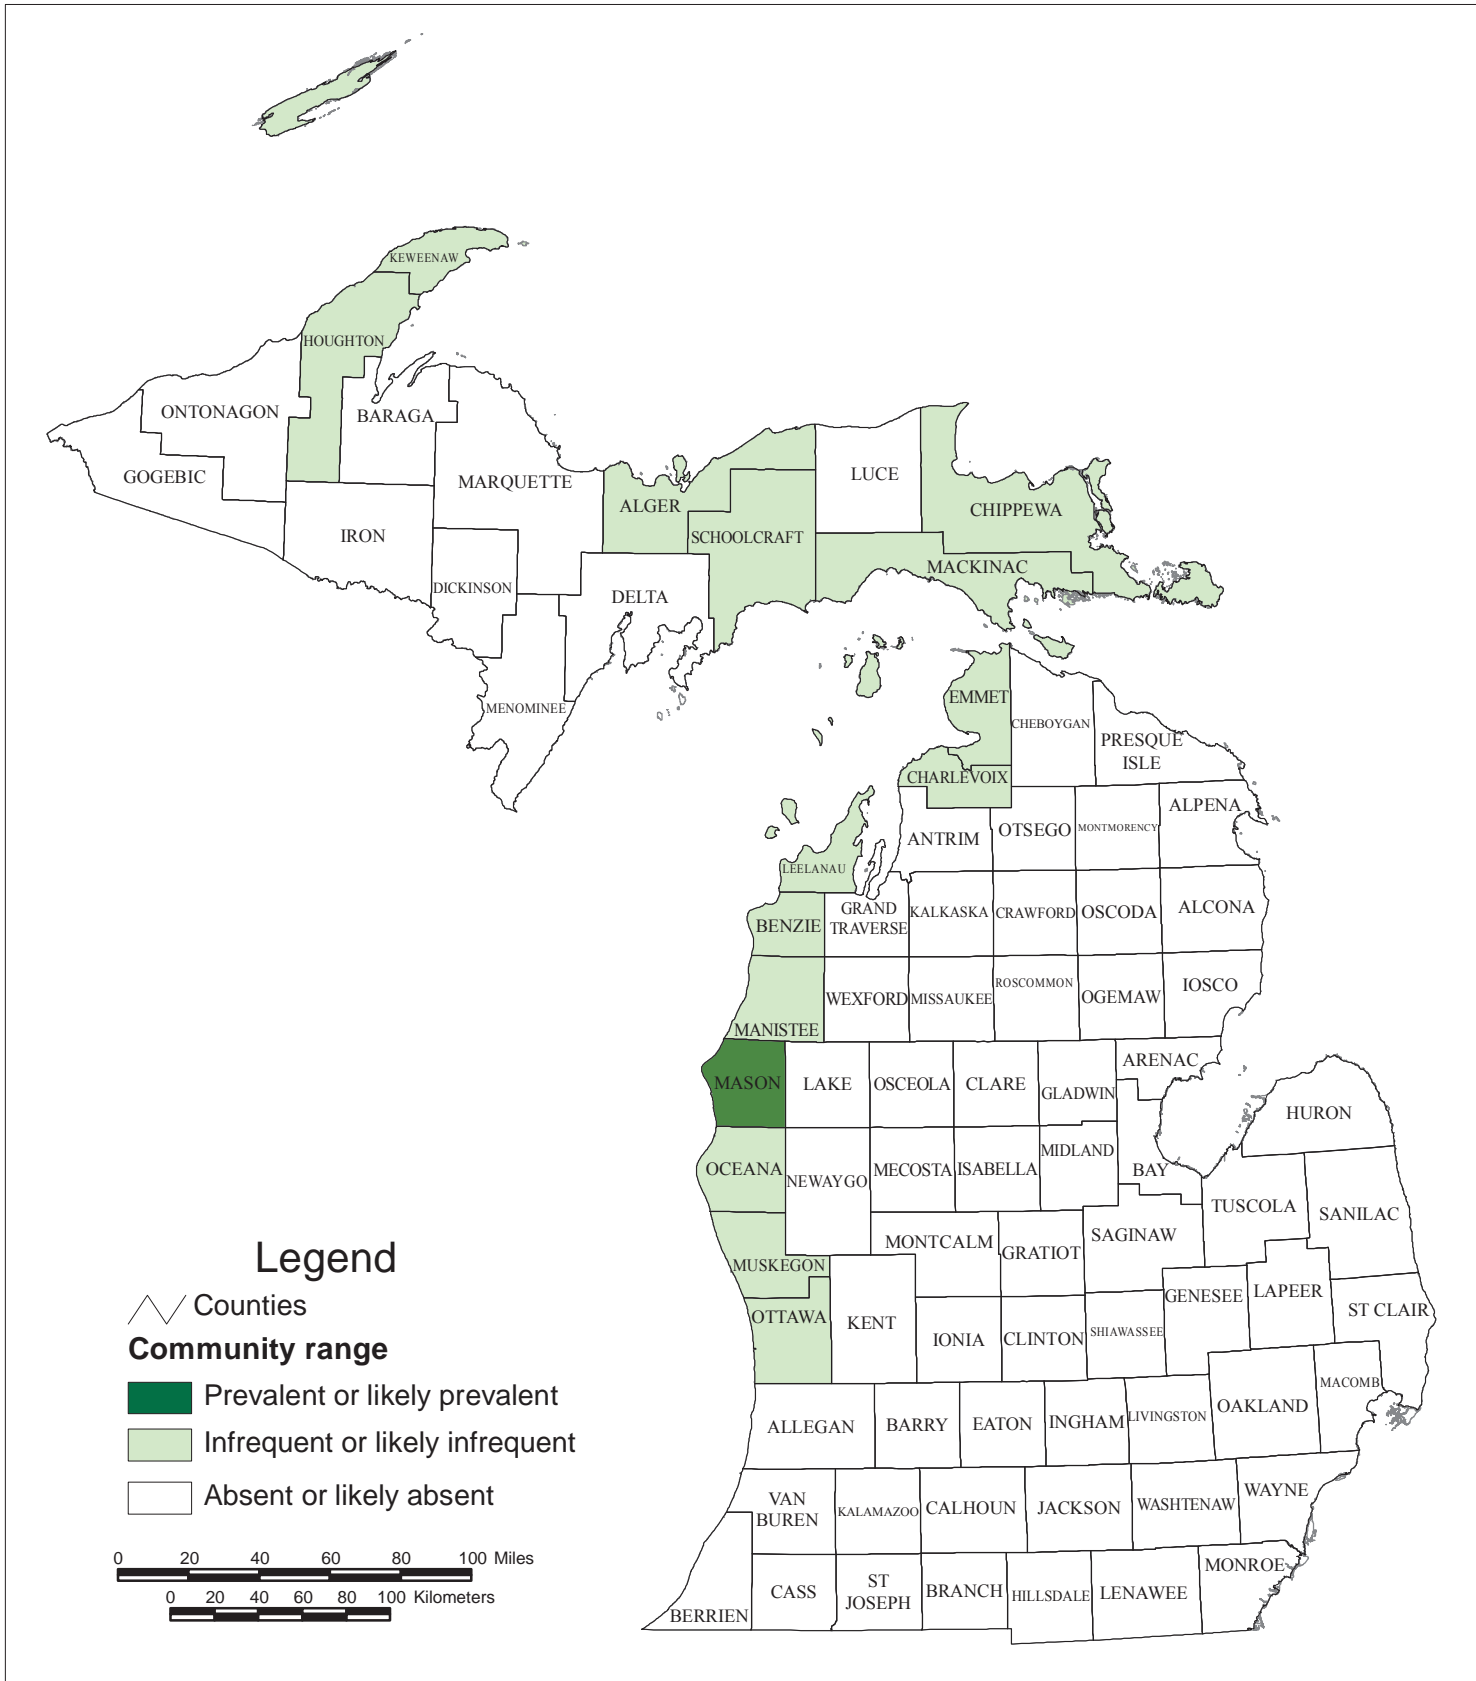 KEWEENAW
HOUGHTON
ONTONAGON
BARAGA
GOGEBIC
MARQUETTE
LUCE
ALGER
CHIPPEWA
IRON
SCHOOLCRAFT
MACKINAC
DICKINSON
DELTA
EMMET
MENOMINEE
CHEBOYGAN
PRESQUE
ISLE
CHARLEVOIX
ALPENA
ANTRIM
OTSEGO
MONTMORENCY
LEELANAU
BENZIE
GRAND
TRAVERSE
KALKASKA
CRAWFORD
OSCODA
ALCONA
MANISTEE
WEXFORD
MISSAUKEE
ROSCOMMON
OGEMAW
IOSCO
ARENAC
MASON
LAKE
OSCEOLA
CLARE
GLADWIN
HURON
OCEANA
NEWAYGO
MECOSTA
ISABELLA
MIDLAND
BAY
TUSCOLA
SANILAC
MONTCALM
GRATIOT
SAGINAW
MUSKEGON
GENESEE
LAPEER
ST CLAIR
OTTAWA
KENT
IONIA
CLINTON
SHIAWASSEE
MACOMB
ALLEGAN
BARRY
EATON
INGHAM
LIVINGSTON
OAKLAND
VAN
BUREN
KALAMAZOO
CALHOUN
JACKSON
WASHTENAW
WAYNE
BERRIEN
CASS
ST
JOSEPH
BRANCH
HILLSDALE
LENAWEE
MONROE
Legend
Counties
Community range
Prevalent or likely prevalent
Infrequent or likely infrequent
Absent or likely absent
0 20 40 60 80 100 Miles
0 20 40 60 80 100 Kilometers